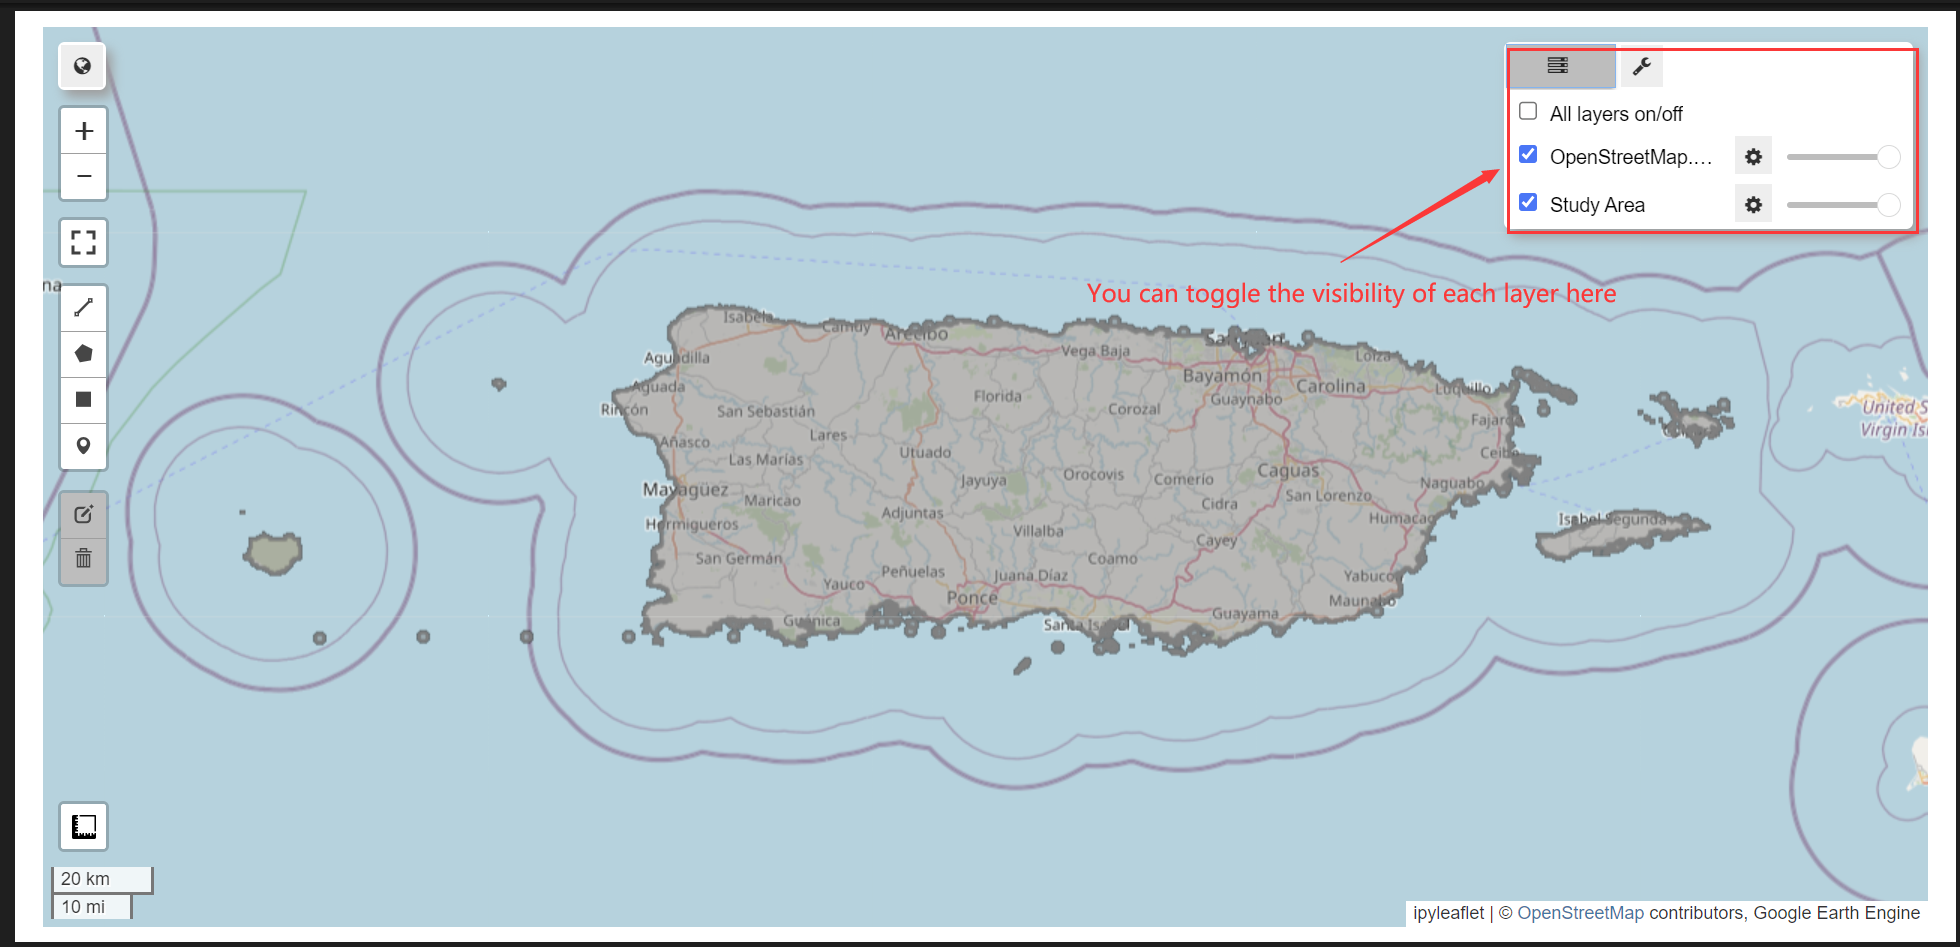 All layers on/off
OpenStreetMap....
Study Area
You can toggle the visibility of each layer here
na
Isabela
Camuy
Arecibo
Vega Baja
Loíza
Aguadilla
Bayamón
Carolina
Luquillo
Aguada
Florida
Guaynabo
Rincón
San Sebastián
Corozal
United S
Fajardo
Virgin Is
Añasco
Lares
Utuado
Ceiba
Las Marías
Caguas
Jayuya
Orocovis
Comerío
Naguabo
Mayagüez
Maricao
Cidra
San Lorenzo
Adjuntas
Humacao
Isabel Segunda
Hormigueros
Villalba
Cayey
San Germán
Coamo
Peñuelas
Juana Díaz
Yabuco
Yauco
Ponce
Maunabo
Guánica
Guayama
Santa Isabel
20 km
10 mi
ipyleaflet | © OpenStreetMap contributors, Google Earth Engine